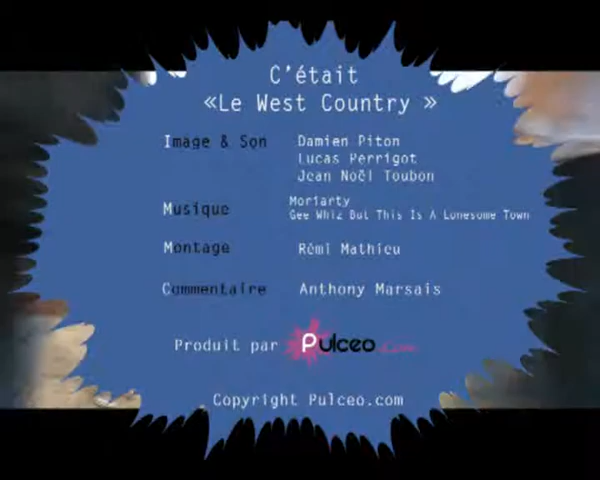 C'était
«Le West Country »
Image & Son Damien Piton
Lucas Perrigot
Jean Noël Toubon
Musique Moriarty
Gee Whiz But This Is A Lonesome Town
Montage Rémi Mathieu
Commentaire Anthony Marsais
Produit par Pulceo.Com
Copyright Pulceo.com